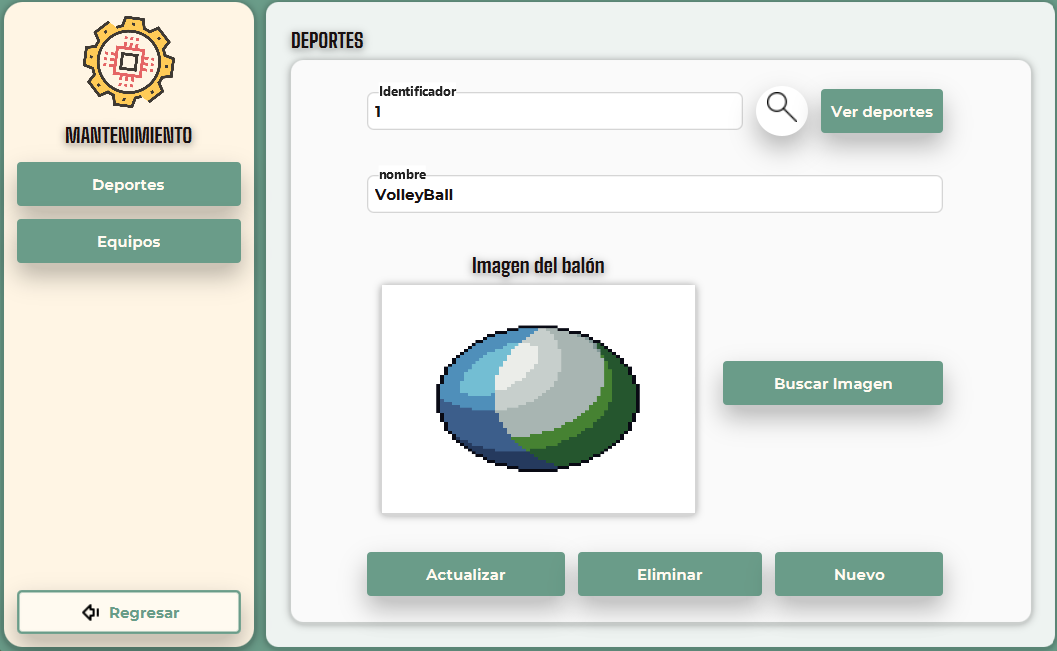 MANTENIMIENTO
Deportes
Equipos
Regresar
DEPORTES
Identificador
1
Ver deportes
nombre
VolleyBall
Imagen del balón
Buscar Imagen
Actualizar
Eliminar
Nuevo